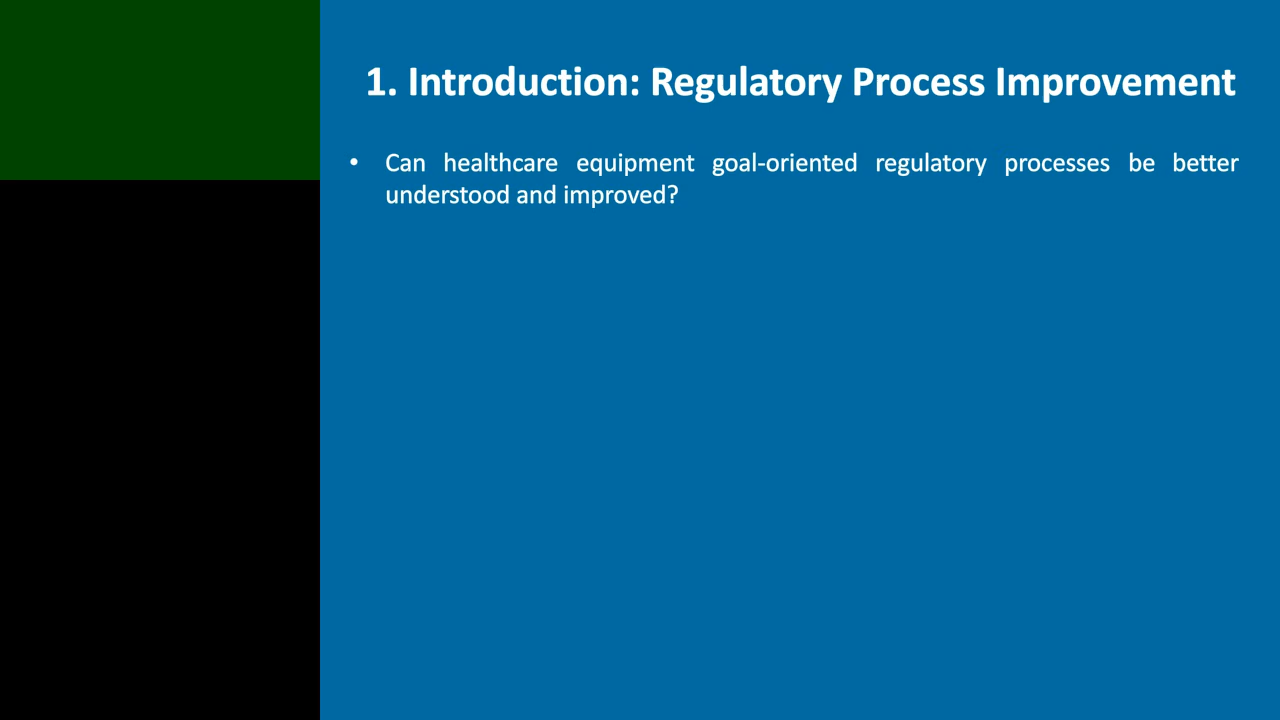 1. Introduction: Regulatory Process Improvement
• Can healthcare equipment goal-oriented regulatory processes be better
understood and improved?